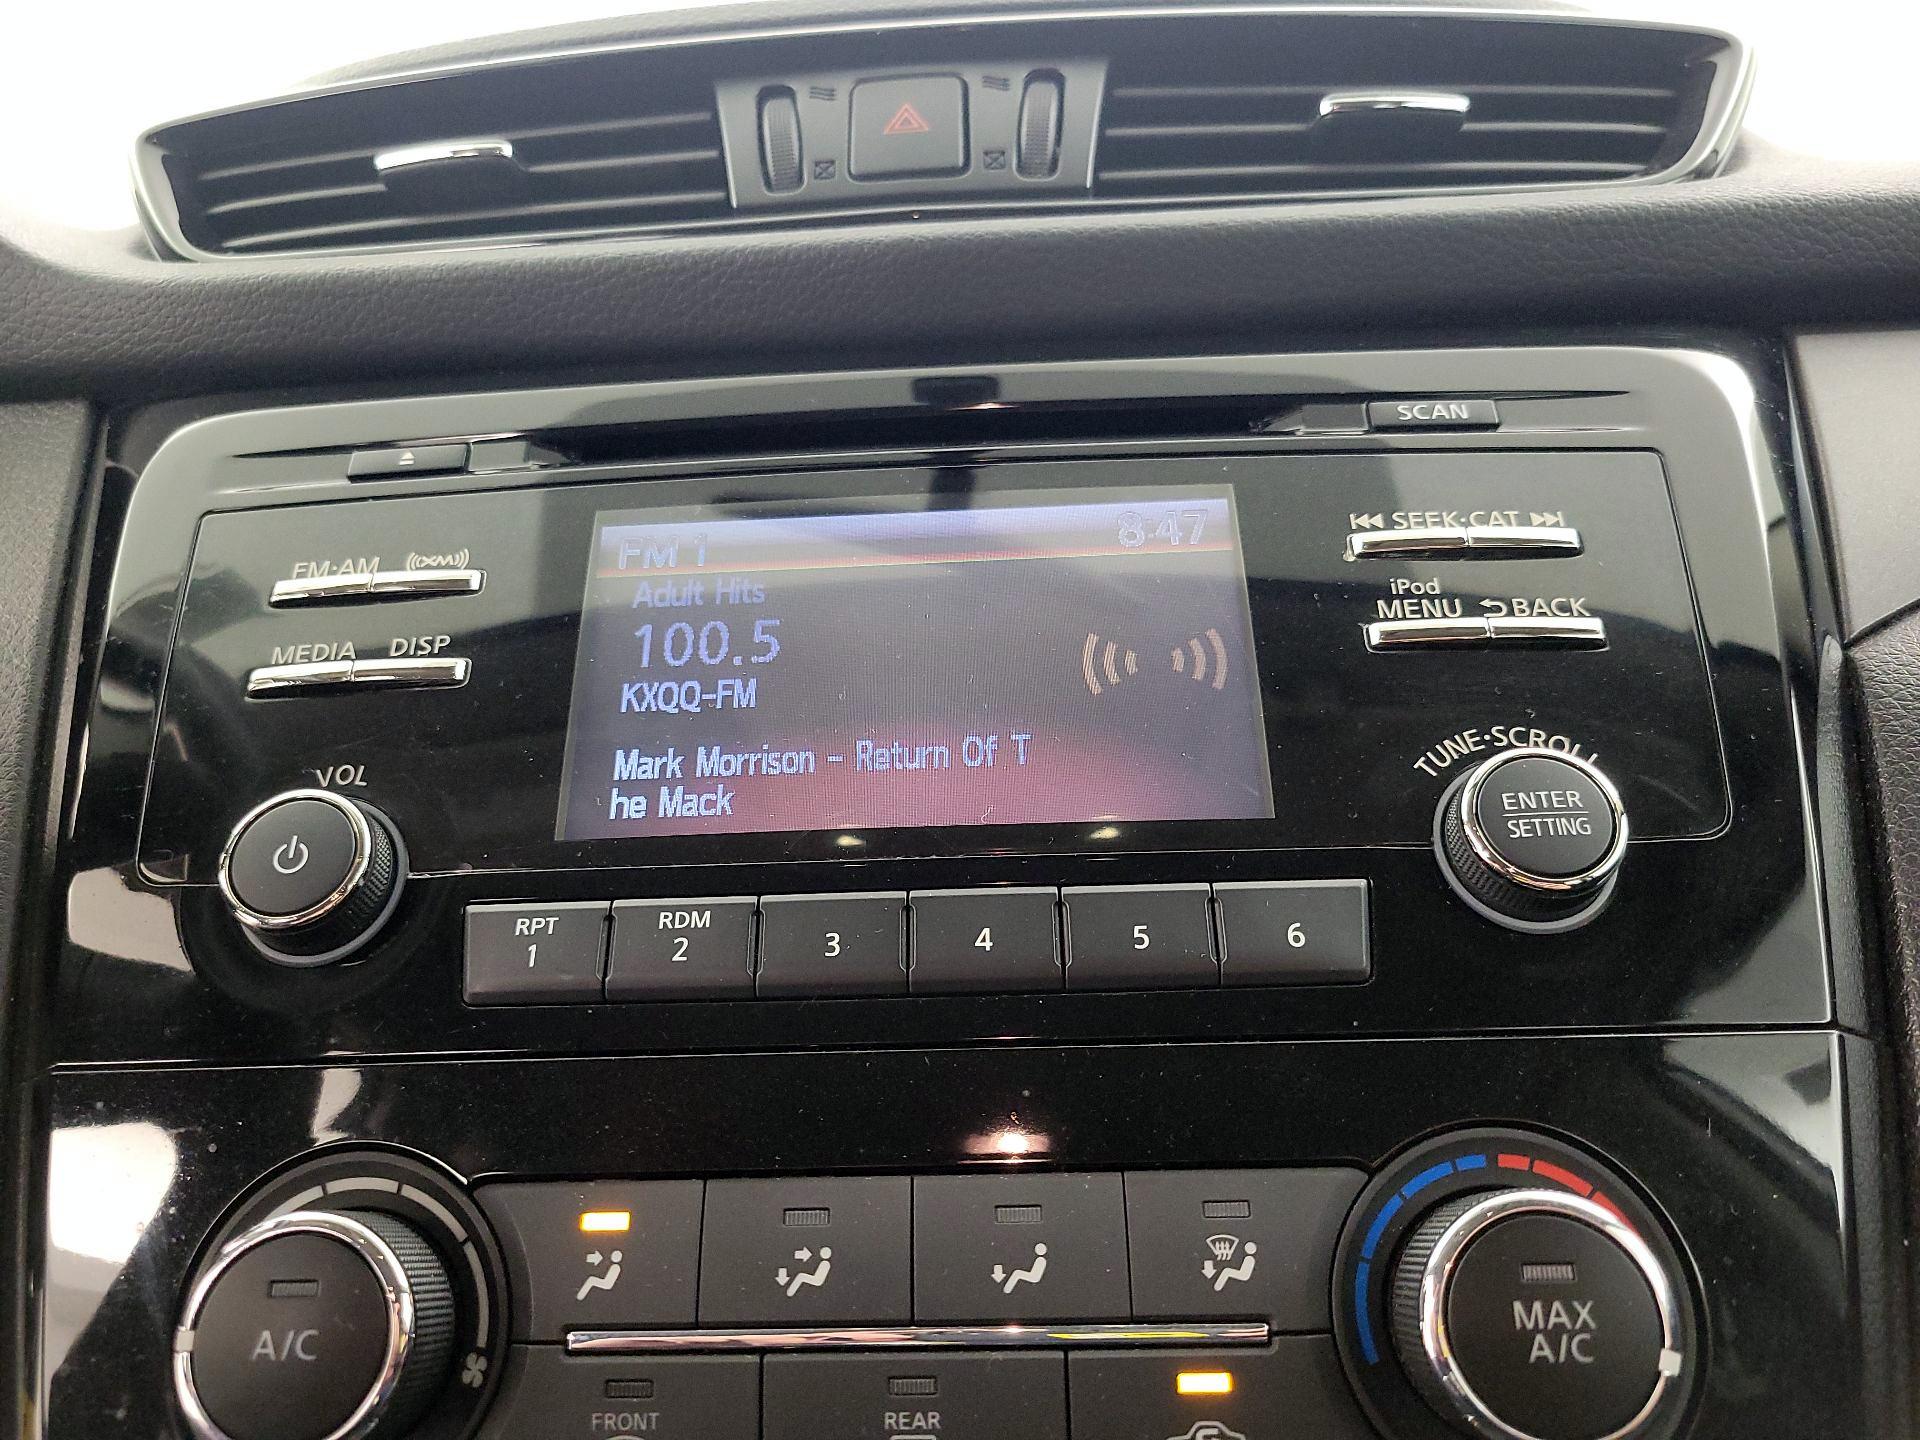 SCAN
FM·AM
((XM))
SEEK·CAT
MEDIA
DISP
iPod
MENU
BACK
FM 1
8:47
Adult Hits
100.5
KXQQ-FM
Mark Morrison - Return Of T
he Mack
VOL
TUNE·SCROLL
ENTER
SETTING
RPT
1
RDM
2
3
4
5
6
A/C
MAX
A/C
FRONT
REAR